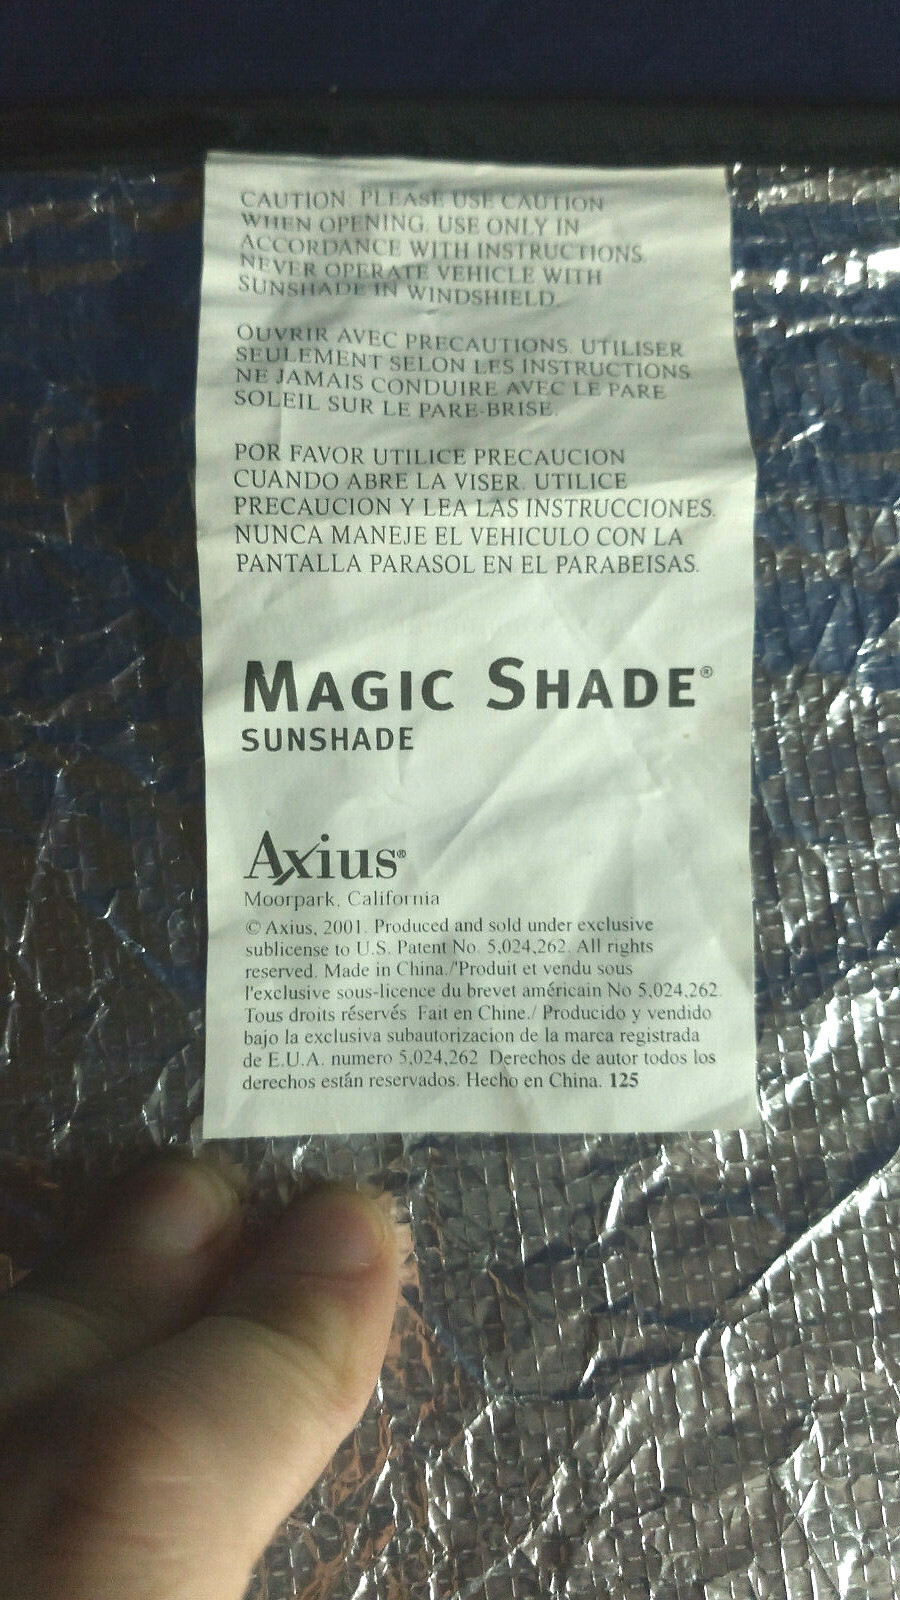 CAUTION: PLEASE USE CAUTION
WHEN OPENING. USE ONLY IN
ACCORDANCE WITH INSTRUCTIONS.
NEVER OPERATE VEHICLE WITH
SUNSHADE IN WINDSHIELD.
OUVRIR AVEC PRECAUTIONS. UTILISER
SEULEMENT SELON LES INSTRUCTIONS
NE JAMAIS CONDUIRE AVEC LE PARE
SOLEIL SUR LE PARE-BRISE.
POR FAVOR UTILICE PRECAUCION
CUANDO ABRE LA VISER. UTILICE
PRECAUCION Y LEA LAS INSTRUCCIONES.
NUNCA MANEJE EL VEHICULO CON LA
PANTALLA PARASOL EN EL PARABEISAS.
MAGIC SHADE®
SUNSHADE
Axius®
Moorpark, California
© Axius, 2001. Produced and sold under exclusive
sublicense to U.S. Patent No. 5,024,262. All rights
reserved. Made in China./'Produit et vendu sous
l'exclusive sous-licence du brevet américain No 5,024,262.
Tous droits réservés Fait en Chine./ Producido y vendido
bajo la exclusiva subautorizacion de la marca registrada
de E.U.A. numero 5,024,262 Derechos de autor todos los
derechos están reservados. Hecho en China. 125